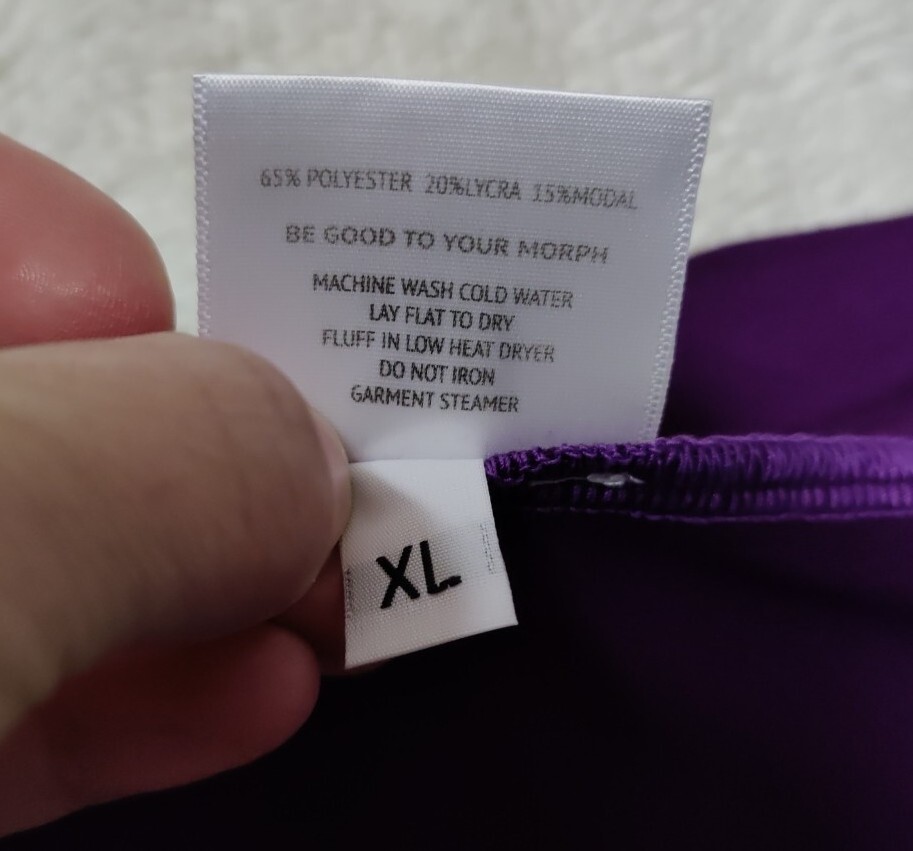 65% POLYESTER 20%LYCRA 15%MODAL
BE GOOD TO YOUR MORPH
MACHINE WASH COLD WATER
LAY FLAT TO DRY
FLUFF IN LOW HEAT DRYER
DO NOT IRON
GARMENT STEAMER
XL